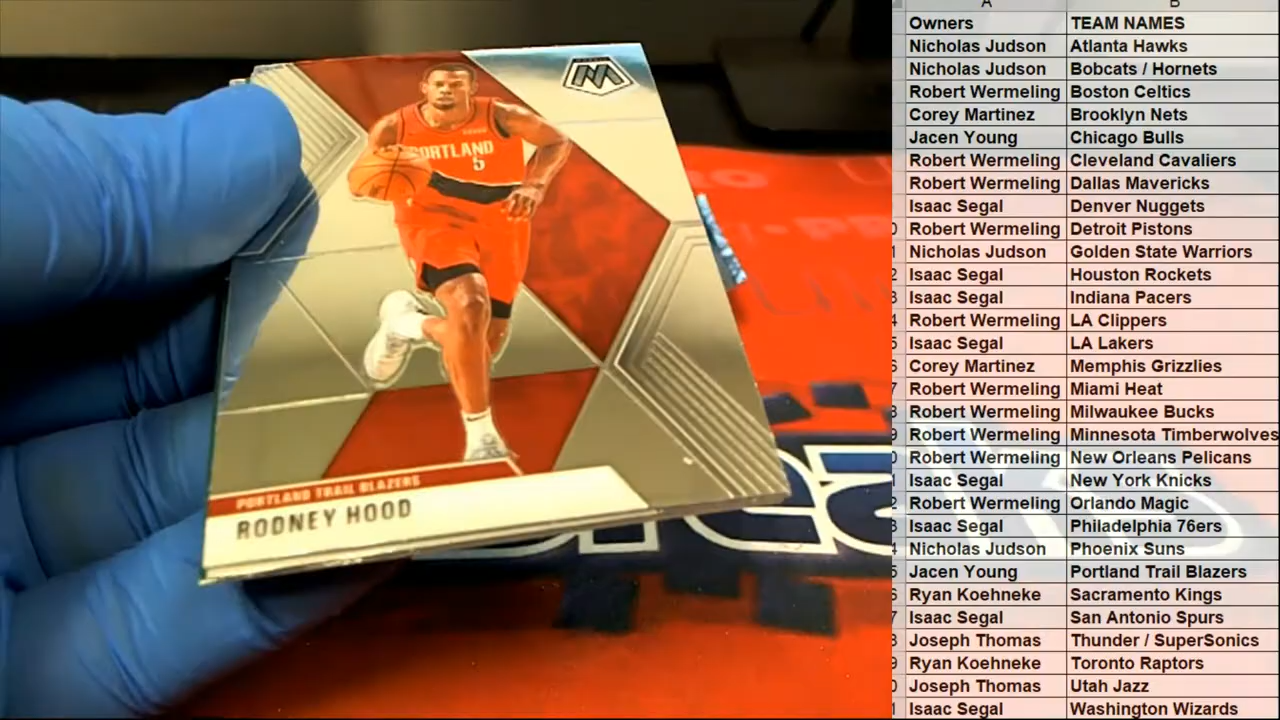 PORTLAND
5
PORTLAND TRAIL BLAZERS
RODNEY HOOD
A B
Owners TEAM NAMES
Nicholas Judson Atlanta Hawks
Nicholas Judson Bobcats / Hornets
Robert Wermeling Boston Celtics
Corey Martinez Brooklyn Nets
Jacen Young Chicago Bulls
Robert Wermeling Cleveland Cavaliers
Robert Wermeling Dallas Mavericks
Isaac Segal Denver Nuggets
Robert Wermeling Detroit Pistons
Nicholas Judson Golden State Warriors
Isaac Segal Houston Rockets
Isaac Segal Indiana Pacers
Robert Wermeling LA Clippers
Isaac Segal LA Lakers
Corey Martinez Memphis Grizzlies
Robert Wermeling Miami Heat
Robert Wermeling Milwaukee Bucks
Robert Wermeling Minnesota Timberwolves
Robert Wermeling New Orleans Pelicans
Isaac Segal New York Knicks
Robert Wermeling Orlando Magic
Isaac Segal Philadelphia 76ers
Nicholas Judson Phoenix Suns
Jacen Young Portland Trail Blazers
Ryan Koehneke Sacramento Kings
Isaac Segal San Antonio Spurs
Joseph Thomas Thunder / SuperSonics
Ryan Koehneke Toronto Raptors
Joseph Thomas Utah Jazz
Isaac Segal Washington Wizards